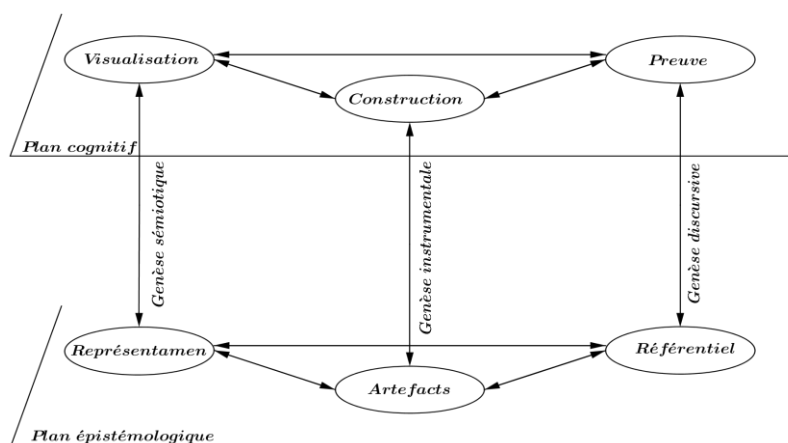 Visualisation
Preuve
Construction
Plan cognitif
Genèse sémiotique
Genèse instrumentale
Genèse discursive
Représentamen
Référentiel
Artefacts
Plan épistémologique